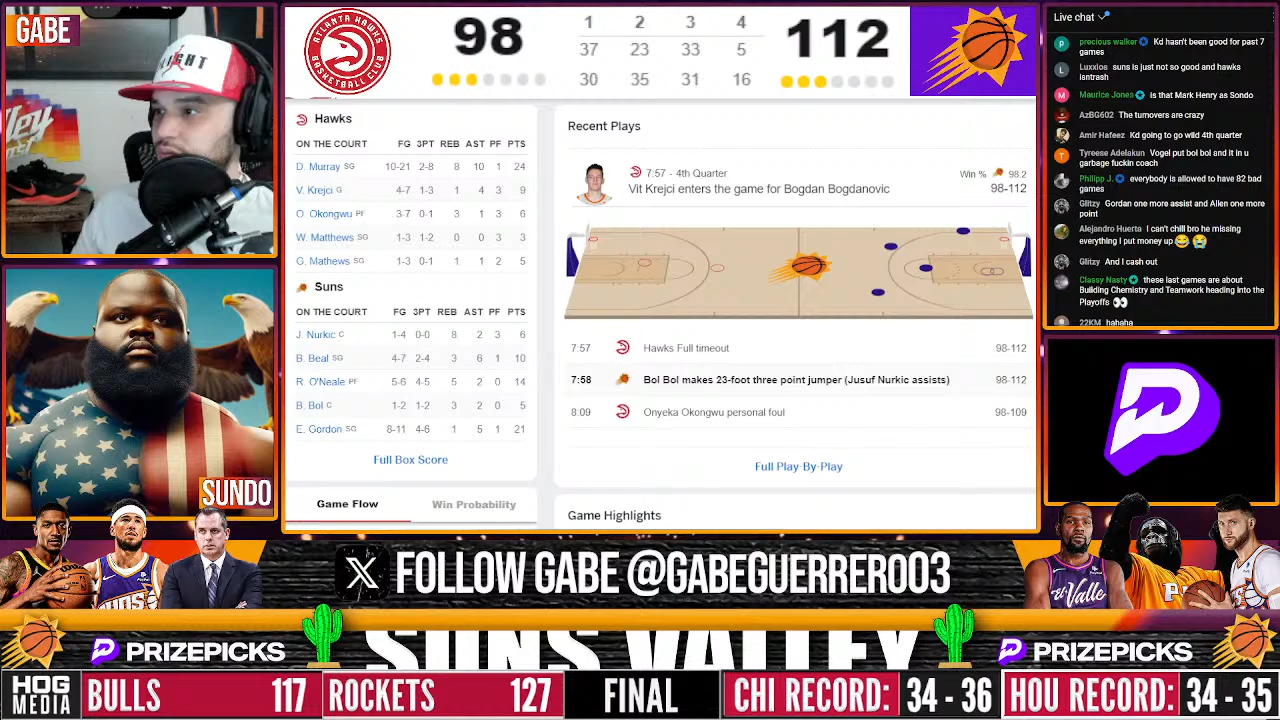 GABE
LIGHT
ATLANTA HAWKS
BASKETBALL CLUB
98
1 2 3 4
37 23 33 5
30 35 31 16
112
Live chat
precious walker Kd hasn't been good for past 7
games
Luxxios suns is just not so good and hawks
isntrash
Maurice Jones is that Mark Henry as Sondo
AzBG602 The turnovers are crazy
Amir Hafeez Kd going to go wild 4th quarter
Tyreese Adelakun Vogel put bol bol and it in u
garbage fuckn coach
Philipp J. everybody is allowed to have 82 bad
games
Glitzy Gordan one more assist and Allen one more
point
Alejandro Huerta I can't chill bro he missing
everything i put money up😅😭
Glitzy And I cash out
Classy Nasty these last games are about
Building Chemistry and Teamwork heading into the
Playoffs 👀
22KM hahaha
Hawks
ON THE COURT FG 3PT REB AST PF PTS
D. Murray SG 10-21 2-8 8 10 1 24
V. Krejci G 4-7 1-3 1 4 3 9
O. Okongwu PF 3-7 0-1 3 1 3 6
W. Matthews SG 1-3 1-2 0 0 3 3
G. Mathews SG 1-3 0-1 1 1 2 5
Suns
ON THE COURT FG 3PT REB AST PF PTS
J. Nurkic C 1-4 0-0 8 2 3 6
B. Beal SG 4-7 2-4 3 6 1 10
R. O'Neale PF 5-6 4-5 5 2 0 14
B. Bol C 1-2 1-2 3 2 0 5
E. Gordon SG 8-11 4-6 1 5 1 21
Full Box Score
Game Flow Win Probability
Recent Plays
7:57 - 4th Quarter Win % 98.2
Vit Krejci enters the game for Bogdan Bogdanovic 98-112
7:57 Hawks Full timeout 98-112
7:58 Bol Bol makes 23-foot three point jumper (Jusuf Nurkic assists) 98-112
8:09 Onyeka Okongwu personal foul 98-109
Full Play-By-Play
Game Highlights
SUNDO
X FOLLOW GABE @GABEGUERRERO03
PRIZEPICKS SUNS VALLEY PRIZEPICKS
HOG
MEDIA
BULLS 117 ROCKETS 127 FINAL CHI RECORD: 34 - 36 HOU RECORD: 34 - 35